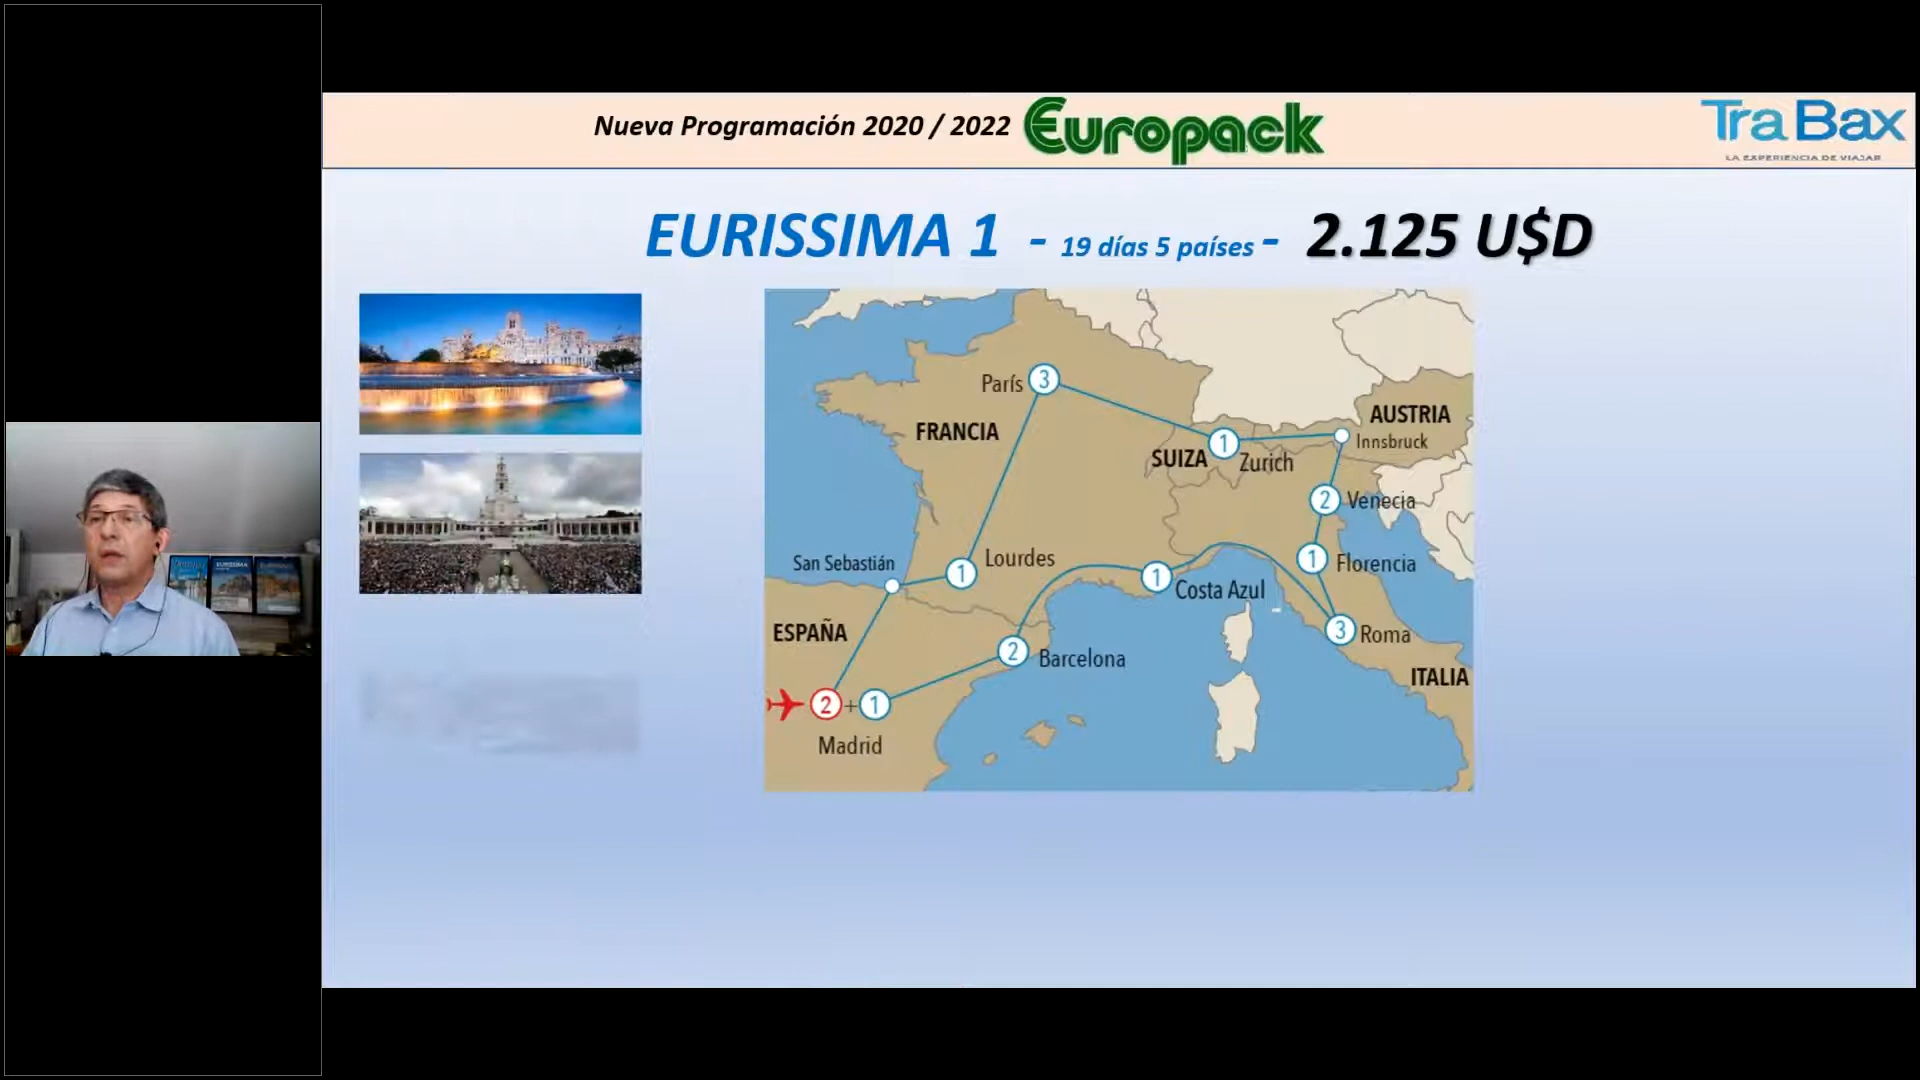 Nueva Programación 2020 / 2022
Europack
TraBax
LA EXPERIENCIA DE VIAJAR
EURISSIMA 1 - 19 días 5 países - 2.125 U$D
París 3
FRANCIA
AUSTRIA
Innsbruck
SUIZA
1 Zurich
2 Venecia
San Sebastián
Lourdes
1
1 Florencia
1
Costa Azul
ESPAÑA
2
Barcelona
3 Roma
ITALIA
2 + 1
Madrid
EURISSIMA